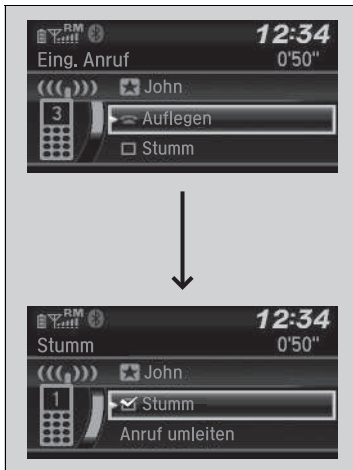 RM 12:34
Eing. Anruf 0'50"
John
3 Auflegen
Stumm
RM 12:34
Stumm 0'50"
John
1 Stumm
Anruf umleiten